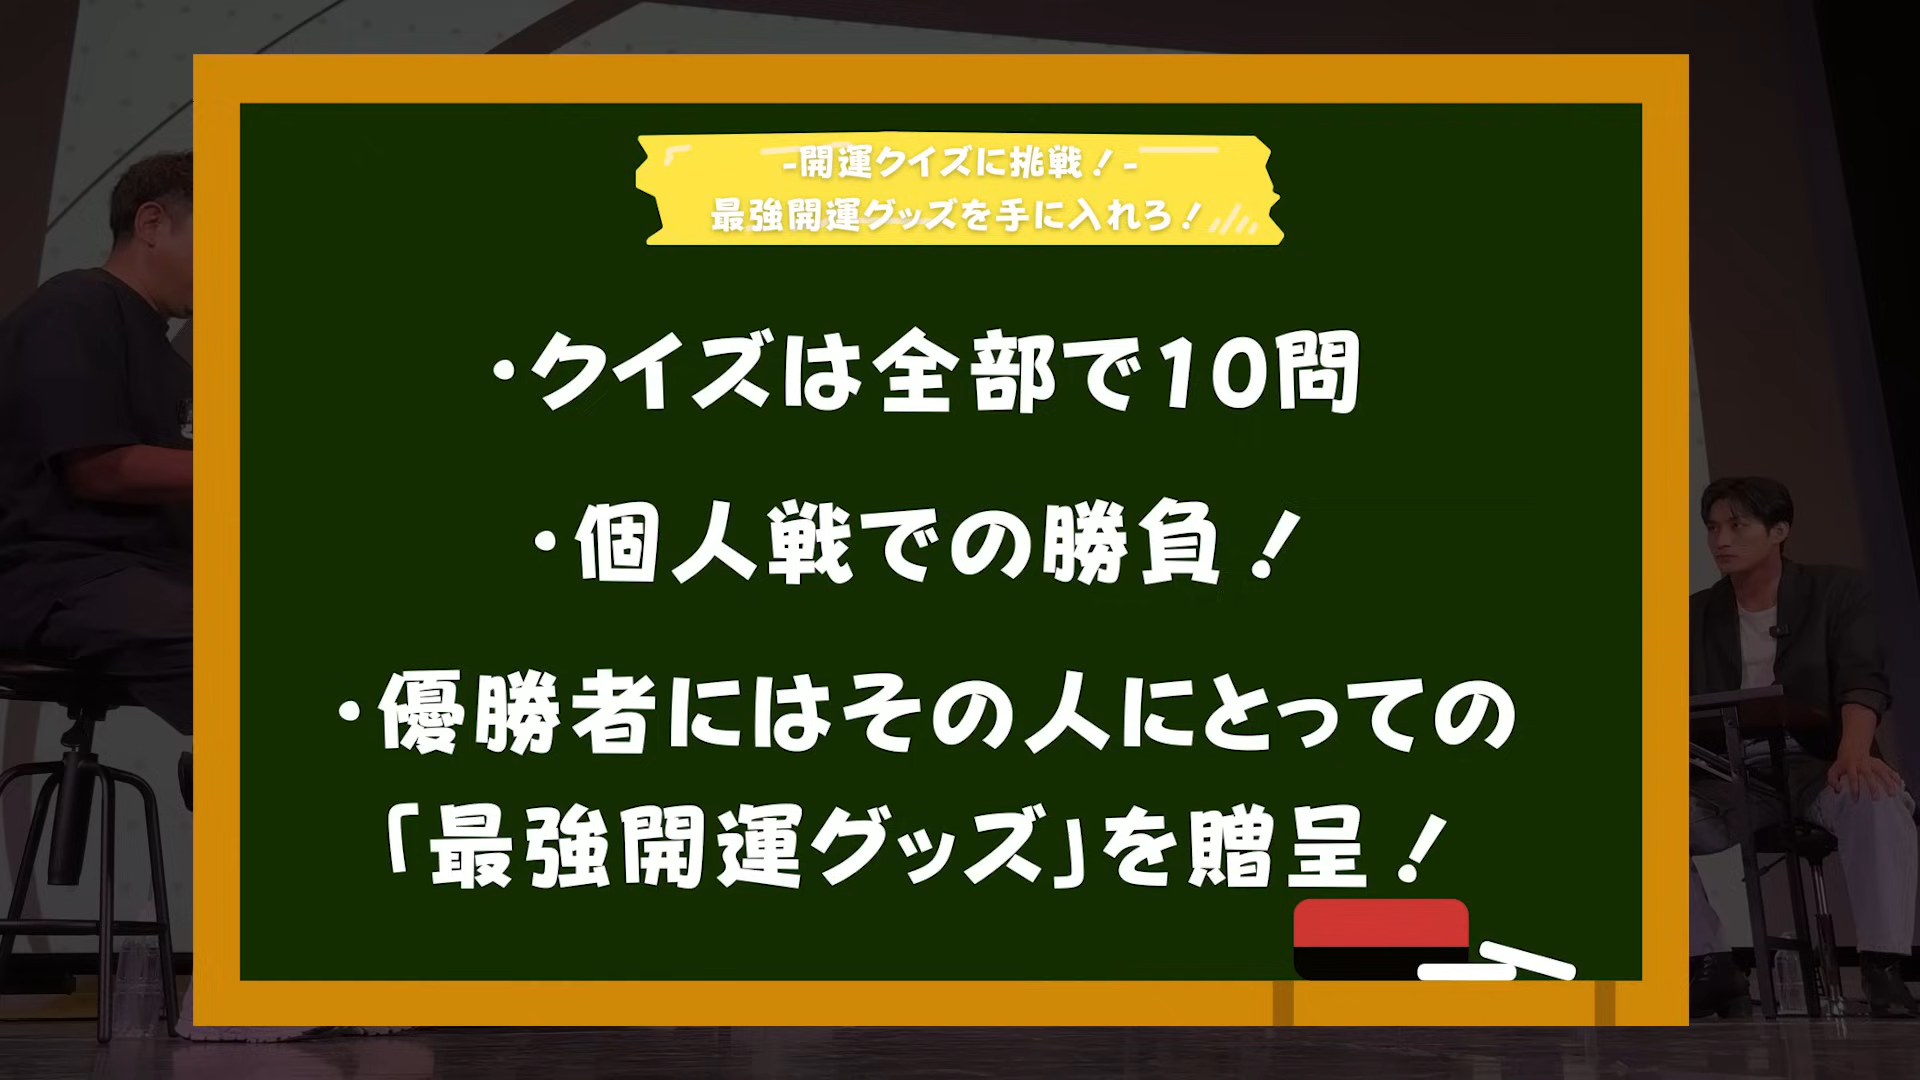 -開運クイズに挑戦！-
最強開運グッズを手に入れろ！
・クイズは全部で10問
・個人戦での勝負！
・優勝者にはその人にとっての
「最強開運グッズ」を贈呈！